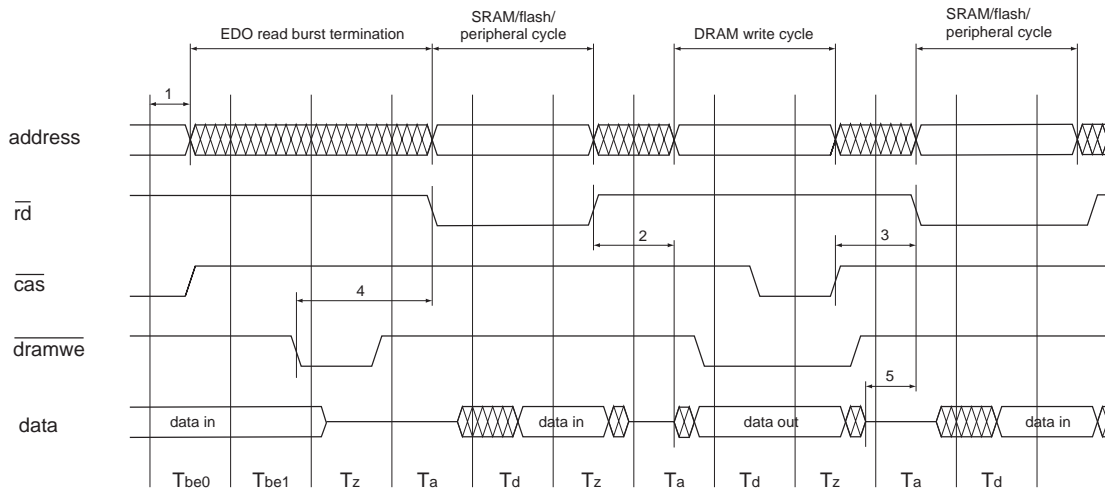 SRAM/flash/
peripheral cycle
SRAM/flash/
peripheral cycle
EDO read burst termination
DRAM write cycle
1
address
rd
2
3
cas
4
dramwe
5
data
data in
data in
data out
data in
Tbe0 Tbe1 Tz Ta Td Tz Ta Td Tz Ta Td